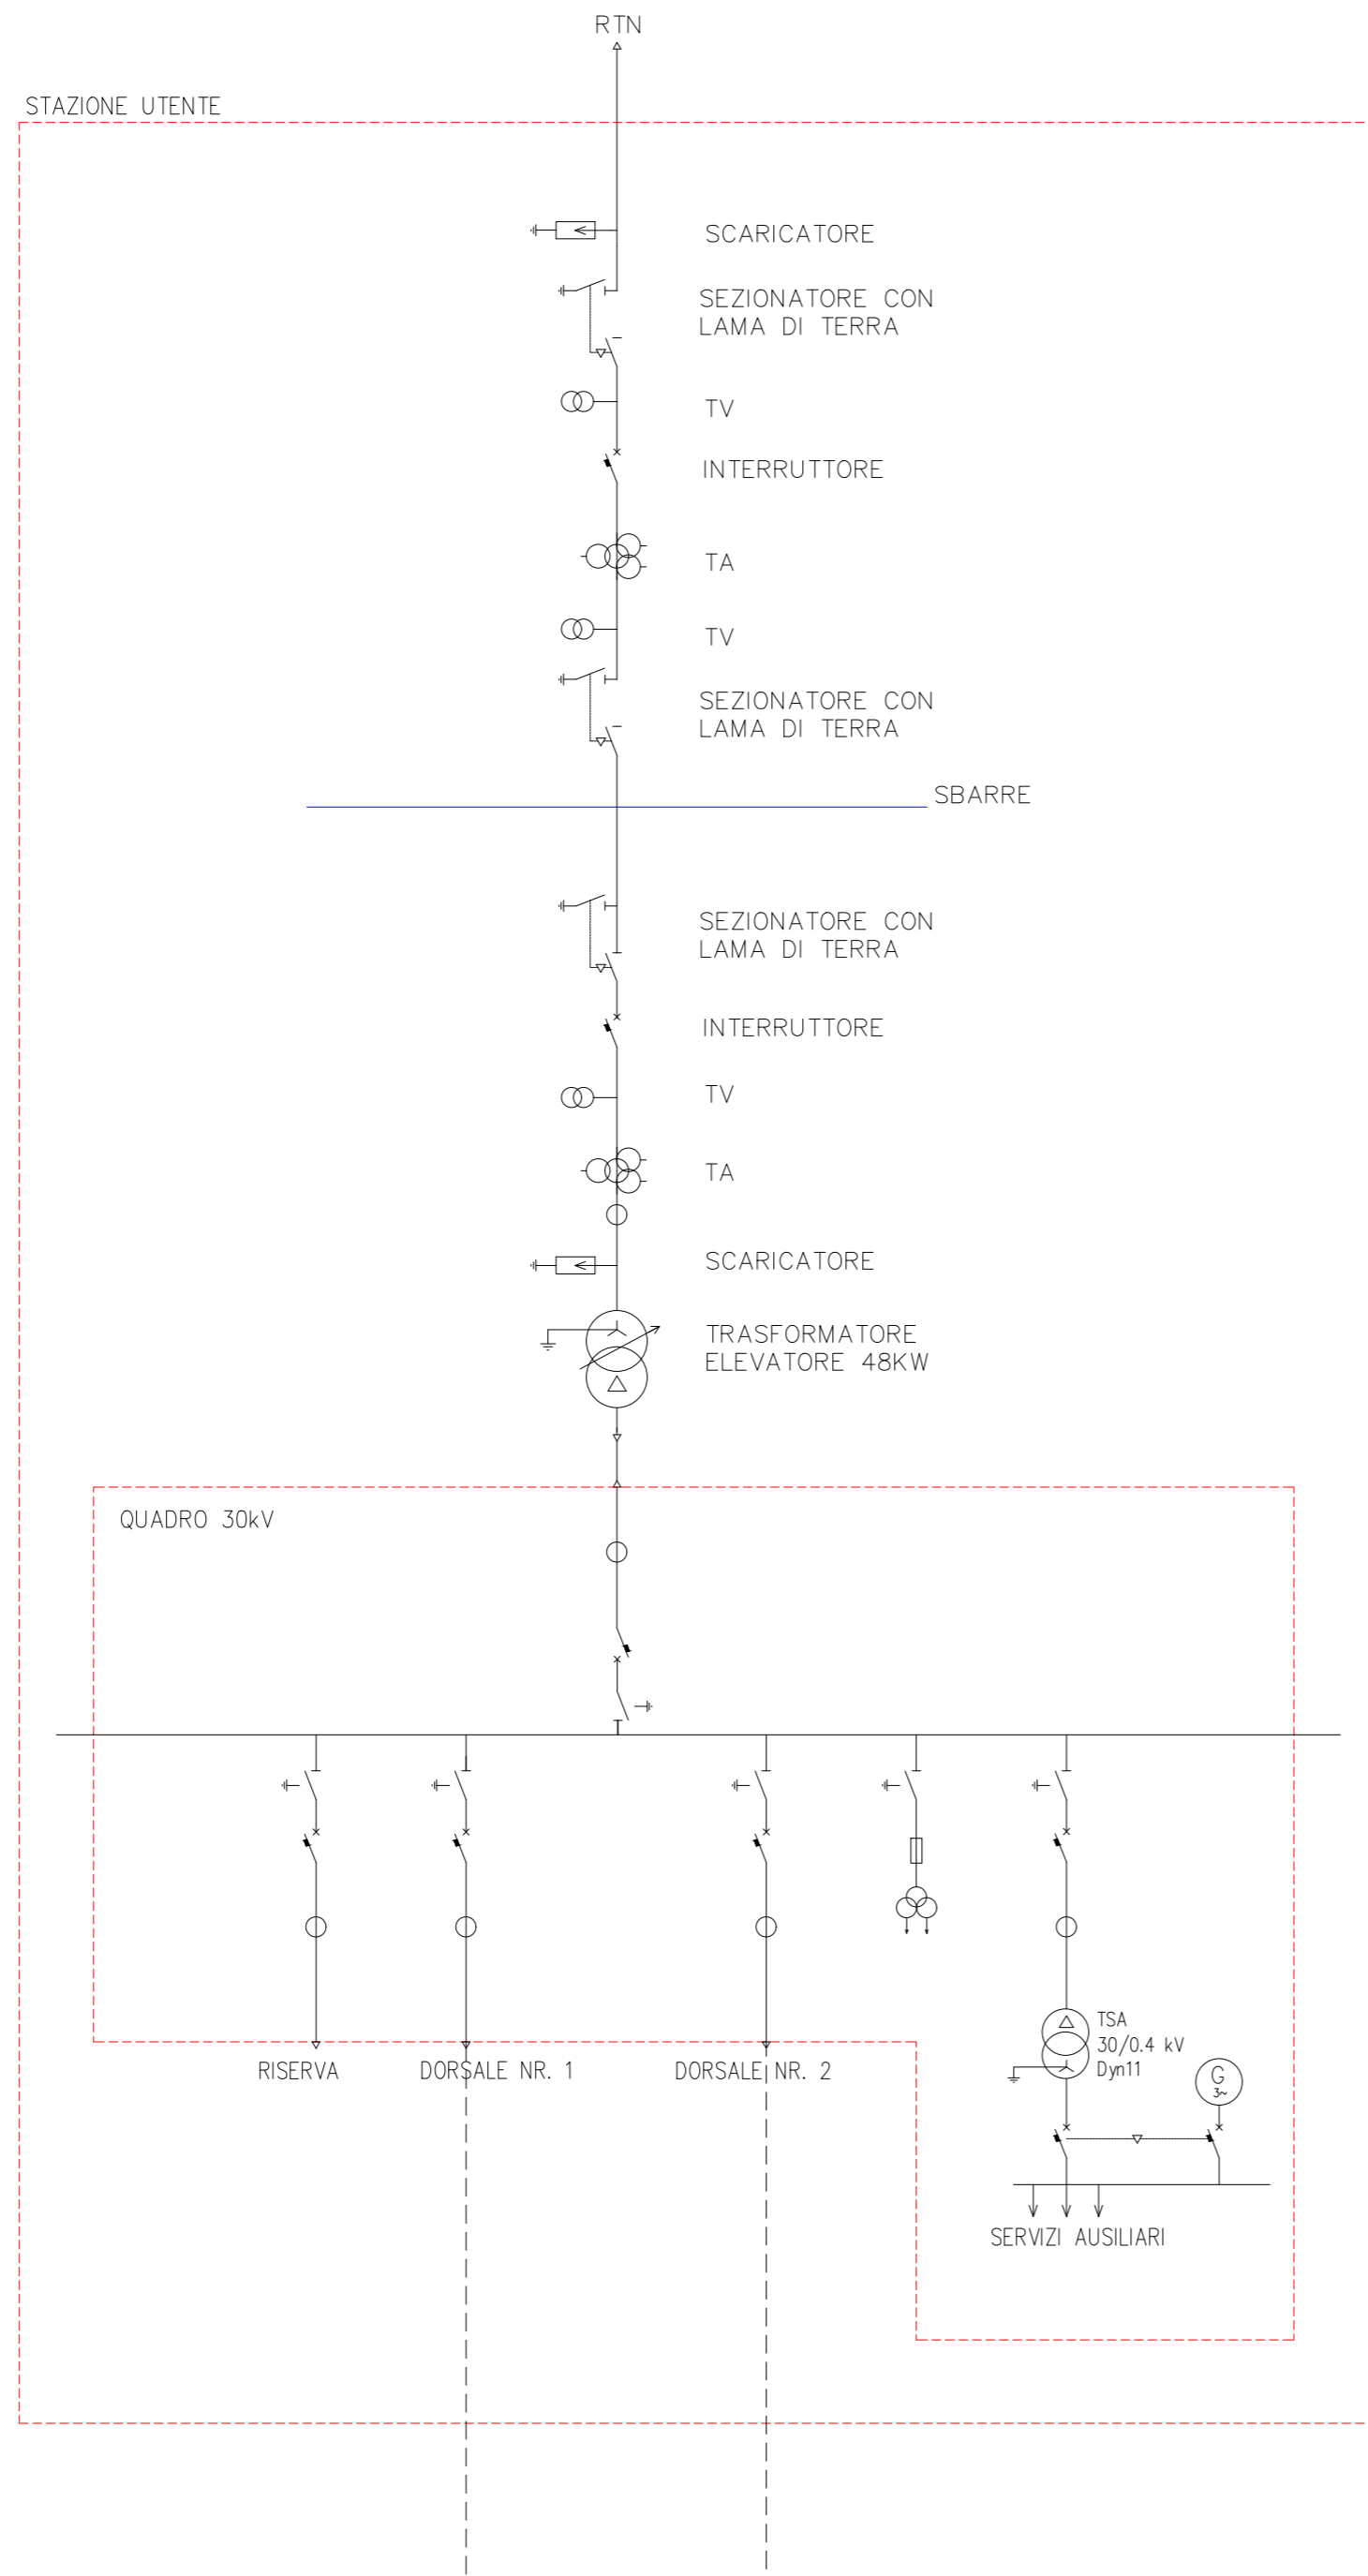 RTN
STAZIONE UTENTE
SCARICATORE
SEZIONATORE CON
LAMA DI TERRA
TV
INTERRUTTORE
TA
TV
SEZIONATORE CON
LAMA DI TERRA
SBARRE
SEZIONATORE CON
LAMA DI TERRA
INTERRUTTORE
TV
TA
SCARICATORE
TRASFORMATORE
ELEVATORE 48KW
QUADRO 30kV
TSA
30/0.4 kV
Dyn11
G
3~
RISERVA
DORSALE NR. 1
DORSALE NR. 2
SERVIZI AUSILIARI